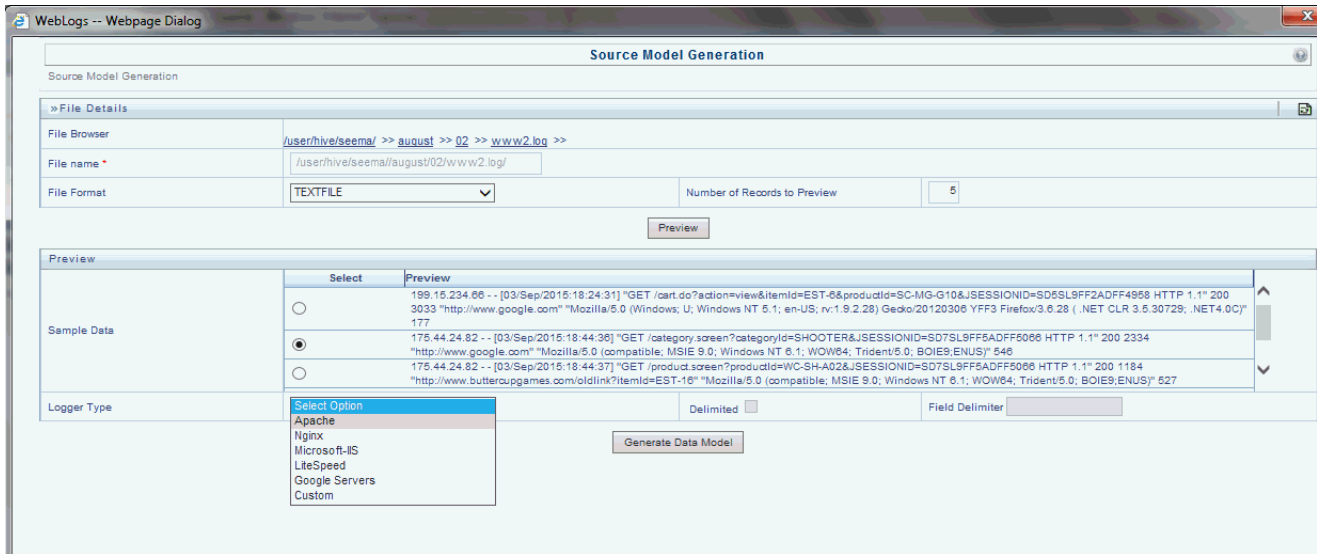 WebLogs -- Webpage Dialog
Source Model Generation
Source Model Generation
»File Details
File Browser
/user/hive/seema/ >> august >> 02 >> www2.log >>
File name *
/user/hive/seema//august/02/www2.log/
File Format
TEXTFILE
Number of Records to Preview
5
Preview
Preview
Select
Preview
Sample Data
199.15.234.66 - - [03/Sep/2015:18:24:31] "GET /cart.do?action=view&itemId=EST-6&productId=SC-MG-G10&JSESSIONID=SD5SL9FF2ADFF4958 HTTP 1.1" 200
3033 "http://www.google.com" "Mozilla/5.0 (Windows; U; Windows NT 5.1; en-US; rv:1.9.2.28) Gecko/20120306 YFF3 Firefox/3.6.28 ( .NET CLR 3.5.30729; .NET4.0C)"
177
175.44.24.82 - - [03/Sep/2015:18:44:36] "GET /category.screen?categoryId=SHOOTER&JSESSIONID=SD7SL9FF5ADFF5066 HTTP 1.1" 200 2334
"http://www.google.com" "Mozilla/5.0 (compatible; MSIE 9.0; Windows NT 6.1; WOW64; Trident/5.0; BOIE9;ENUS)" 546
175.44.24.82 - - [03/Sep/2015:18:44:37] "GET /product.screen?productId=WC-SH-A02&JSESSIONID=SD7SL9FF5ADFF5066 HTTP 1.1" 200 1184
"http://www.buttercupgames.com/oldlink?itemId=EST-16" "Mozilla/5.0 (compatible; MSIE 9.0; Windows NT 6.1; WOW64; Trident/5.0; BOIE9;ENUS)" 527
Logger Type
Select Option
Apache
Nginx
Microsoft-IIS
LiteSpeed
Google Servers
Custom
Delimited
Field Delimiter
Generate Data Model